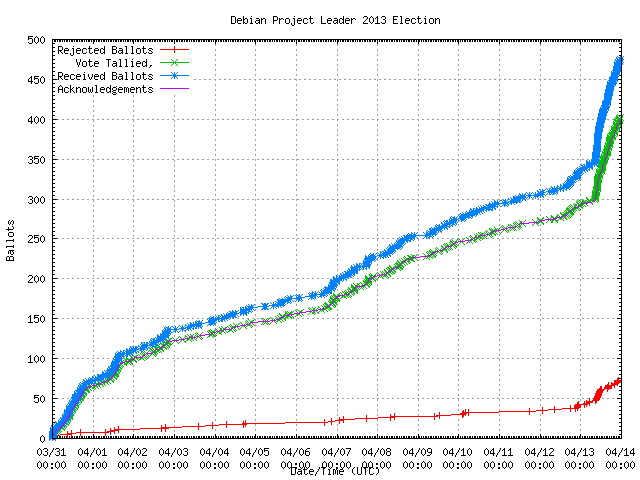 Debian Project Leader 2013 Election
500
450
400
350
300
250
200
150
100
50
0
Ballots
Rejected Ballots
Vote Tallied,
Received Ballots
Acknowledgements
03/31 04/01 04/02 04/03 04/04 04/05 04/06 04/07 04/08 04/09 04/10 04/11 04/12 04/13 04/14
00:00 00:00 00:00 00:00 00:00 00:00 00:00 00:00 00:00 00:00 00:00 00:00 00:00 00:00 00:00
Date/Time (UTC)